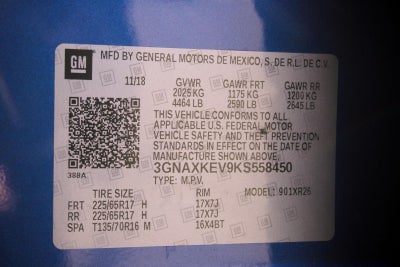 GM
MFD BY GENERAL MOTORS DE MEXICO, S. DE R.L. DE C.V.
11/18 GVWR GAWR FRT GAWR RR
2025 KG 1175 KG 1200 KG
4464 LB 2590 LB 2645 LB
THIS VEHICLE CONFORMS TO ALL
APPLICABLE U.S. FEDERAL MOTOR
VEHICLE SAFETY AND THEFT PREVENTION
STANDARDS IN EFFECT ON THE DATE OF
MANUFACTURE SHOWN ABOVE.
3GNAXKEV9KS558450
388A
TYPE: M.P.V. MODEL: 901XR26
TIRE SIZE RIM
FRT 225/65R17 H 17X7J
RR 225/65R17 H 17X7J
SPA T135/70R16 M 16X4BT